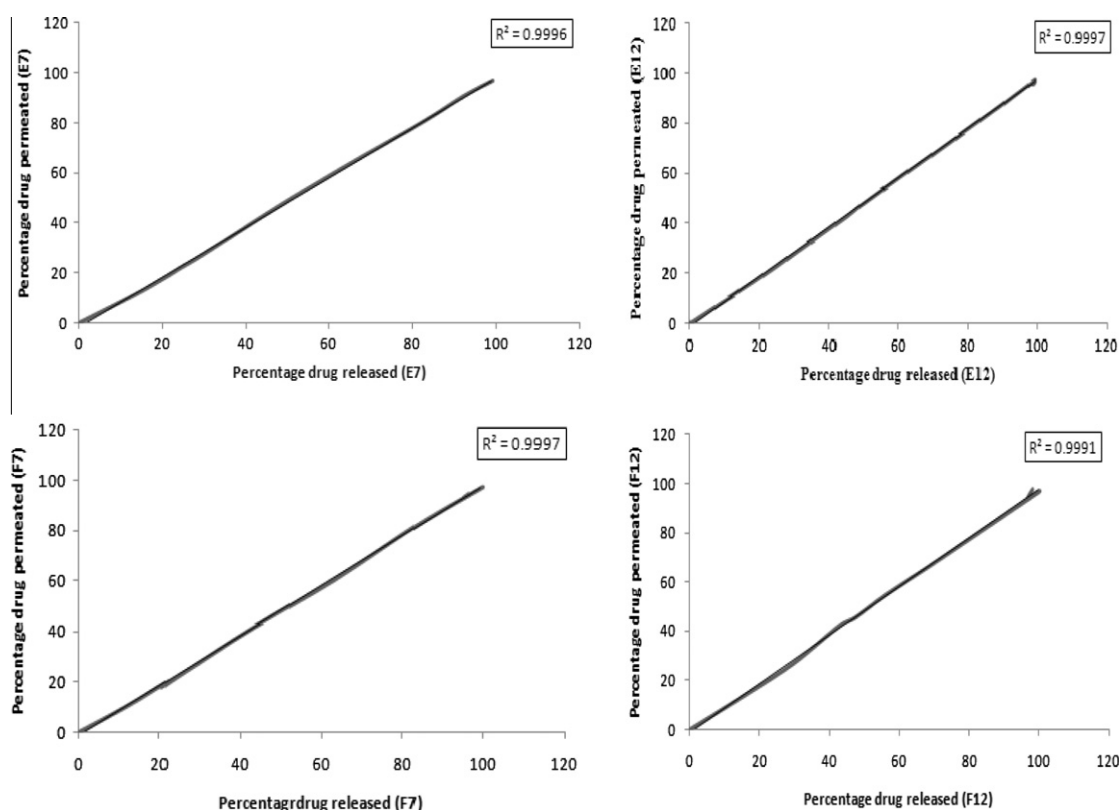 120
100
80
60
40
20
0
Percentage drug permeated (E7)
R² = 0.9996
0 20 40 60 80 100 120
Percentage drug released (E7)
120
100
80
60
40
20
0
Percentage drug permeated (E12)
R² = 0.9997
0 20 40 60 80 100 120
Percentage drug released (E12)
120
100
80
60
40
20
0
Percentage drug permeated (F7)
R² = 0.9997
0 20 40 60 80 100 120
Percentagrdrug released (F7)
120
100
80
60
40
20
0
Percentage drug permeated (F12)
R² = 0.9991
0 20 40 60 80 100 120
Percentage drug released (F12)